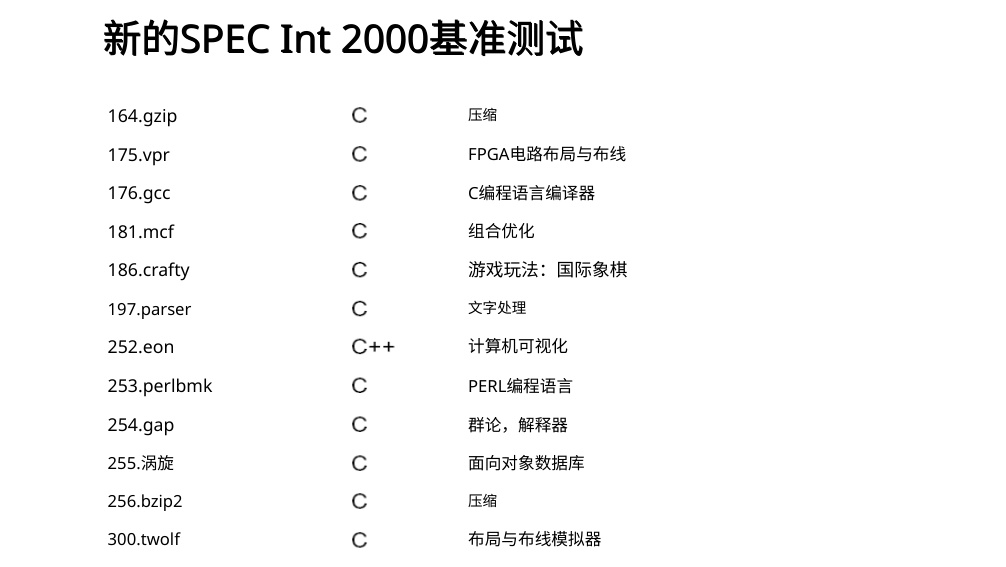 新的SPEC Int 2000基准测试
164.gzip C 压缩
175.vpr C FPGA电路布局与布线
176.gcc C C编程语言编译器
181.mcf C 组合优化
186.crafty C 游戏玩法：国际象棋
197.parser C 文字处理
252.eon C++ 计算机可视化
253.perlbmk C PERL编程语言
254.gap C 群论，解释器
255.涡旋 C 面向对象数据库
256.bzip2 C 压缩
300.twolf C 布局与布线模拟器